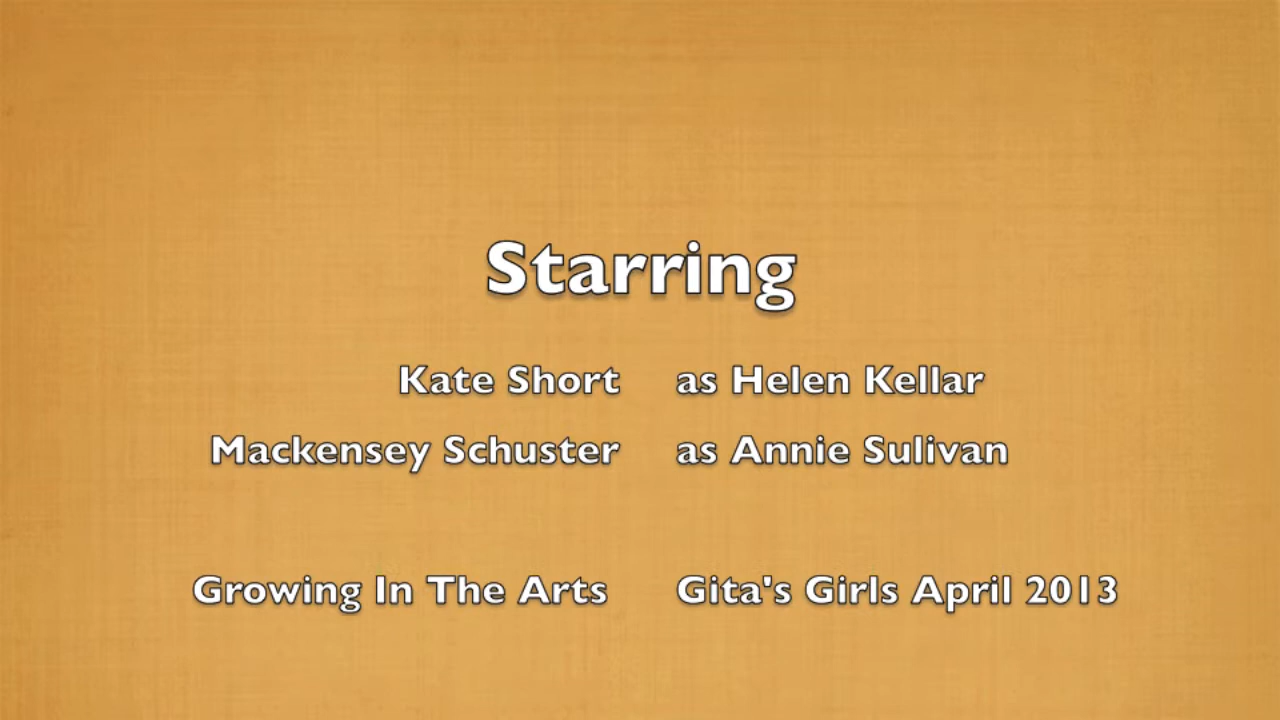 Starring
Kate Short as Helen Kellar
Mackensey Schuster as Annie Sulivan
Growing In The Arts Gita's Girls April 2013